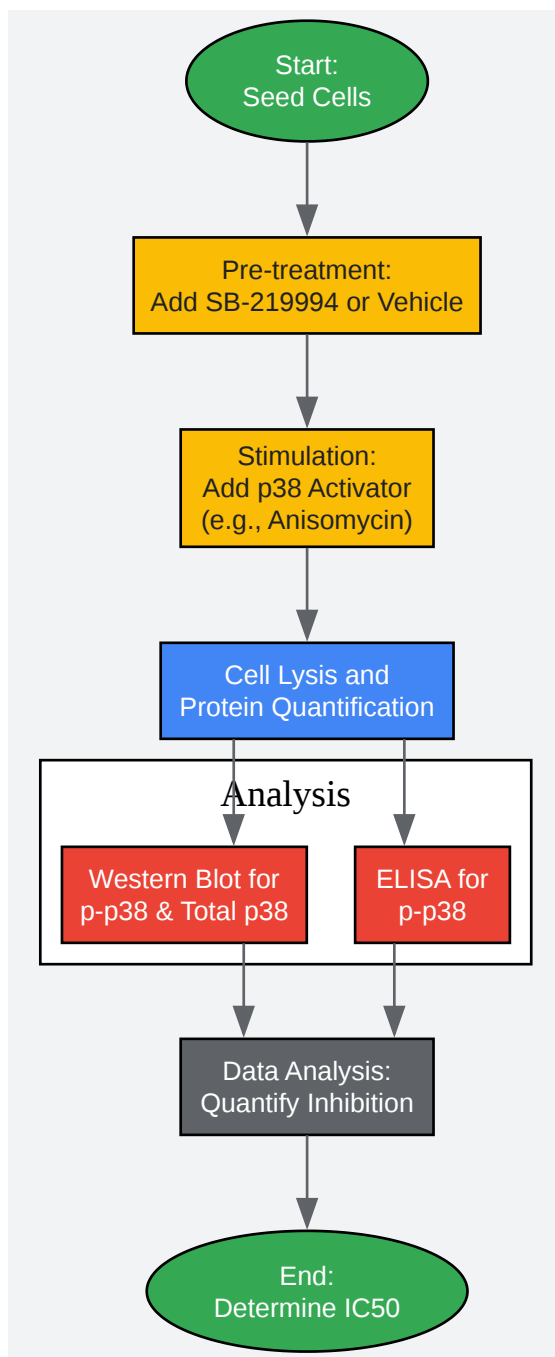 Start:
Seed Cells
Pre-treatment:
Add SB-219994 or Vehicle
Stimulation:
Add p38 Activator
(e.g., Anisomycin)
Cell Lysis and
Protein Quantification
Analysis
Western Blot for
p-p38 & Total p38
ELISA for
p-p38
Data Analysis:
Quantify Inhibition
End:
Determine IC50